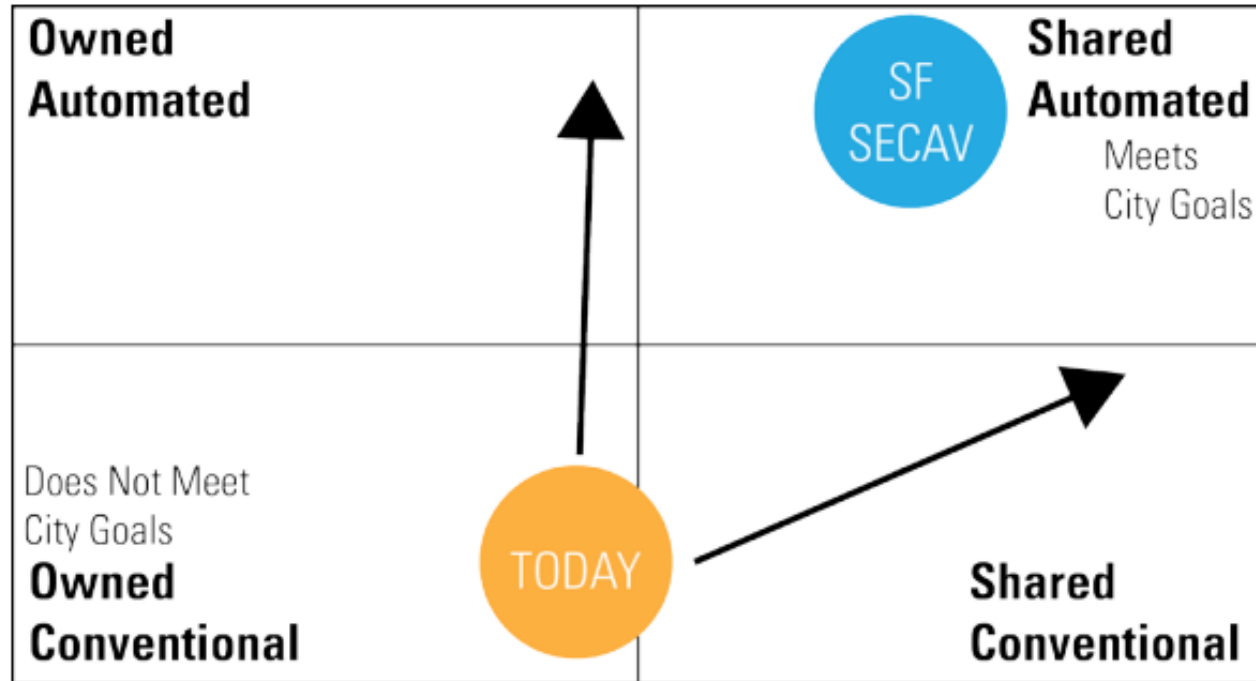 Owned
Automated
SF
SECAV
Shared
Automated
Meets
City Goals
Does Not Meet
City Goals
Owned
Conventional
TODAY
Shared
Conventional